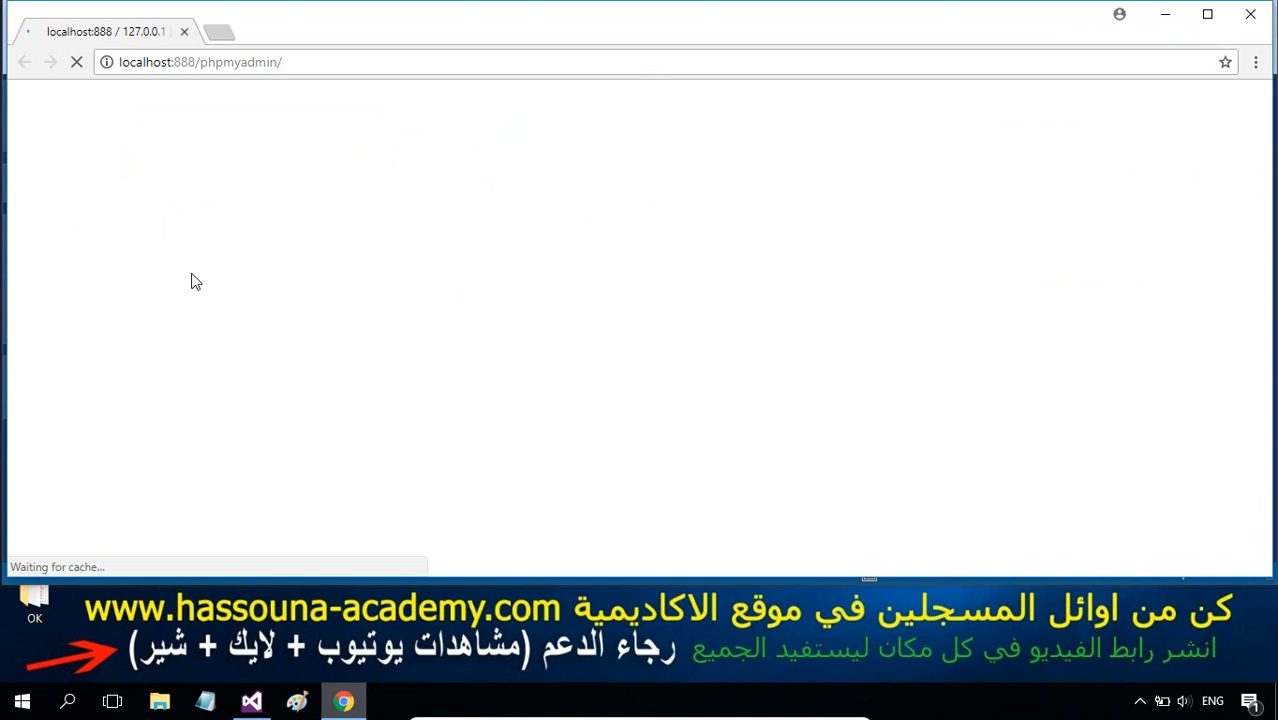 localhost:888 / 127.0.0.1
localhost:888/phpmyadmin/
Waiting for cache...
OK
كن من اوائل المسجلين في موقع الاكاديمية www.hassouna-academy.com
انشر رابط الفيديو في كل مكان ليستفيد الجميع رجاء الدعم (مشاهدات يوتيوب + لايك + شير)
ENG
1